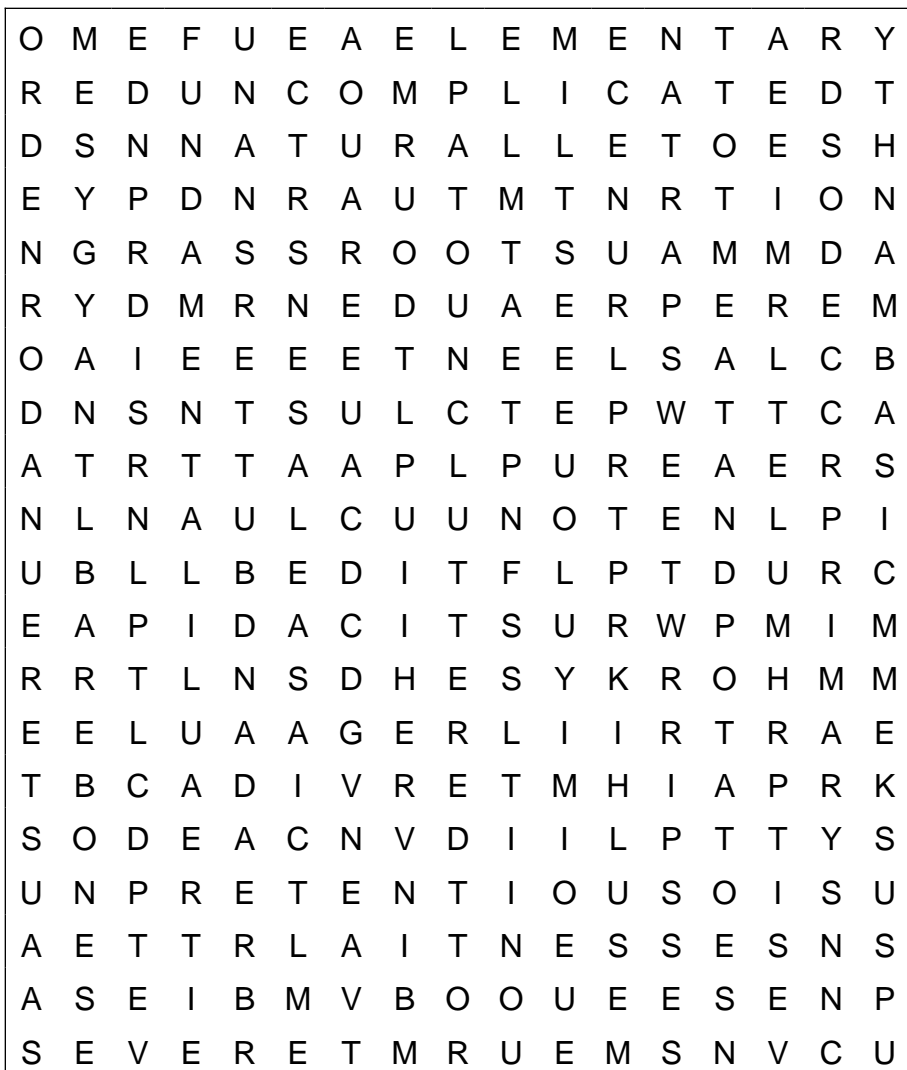 O M E F U E A E L E M E N T A R Y
R E D U N C O M P L I C A T E D T
D S N N A T U R A L L E T O E S H
E Y P D N R A U T M T N R T I O N
N G R A S S R O O T S U A M M D A
R Y D M R N E D U A E R P E R E M
O A I E E E E T N E E L S A L C B
D N S N T S U L C T E P W T T C A
A T R T T A A P L P U R E A E R S
N L N A U L C U U N O T E N L P I
U B L L B E D I T F L P T D U R C
E A P I D A C I T S U R W P M I M
R R T L N S D H E S Y K R O H M M
E E L U A A G E R L I I R T R A E
T B C A D I V R E T M H I A P R K
S O D E A C N V D I I L P T T Y S
U N P R E T E N T I O U S O I S U
A E T T R L A I T N E S S E S N S
A S E I B M V B O O U E E S E N P
S E V E R E T M R U E M S N V C U